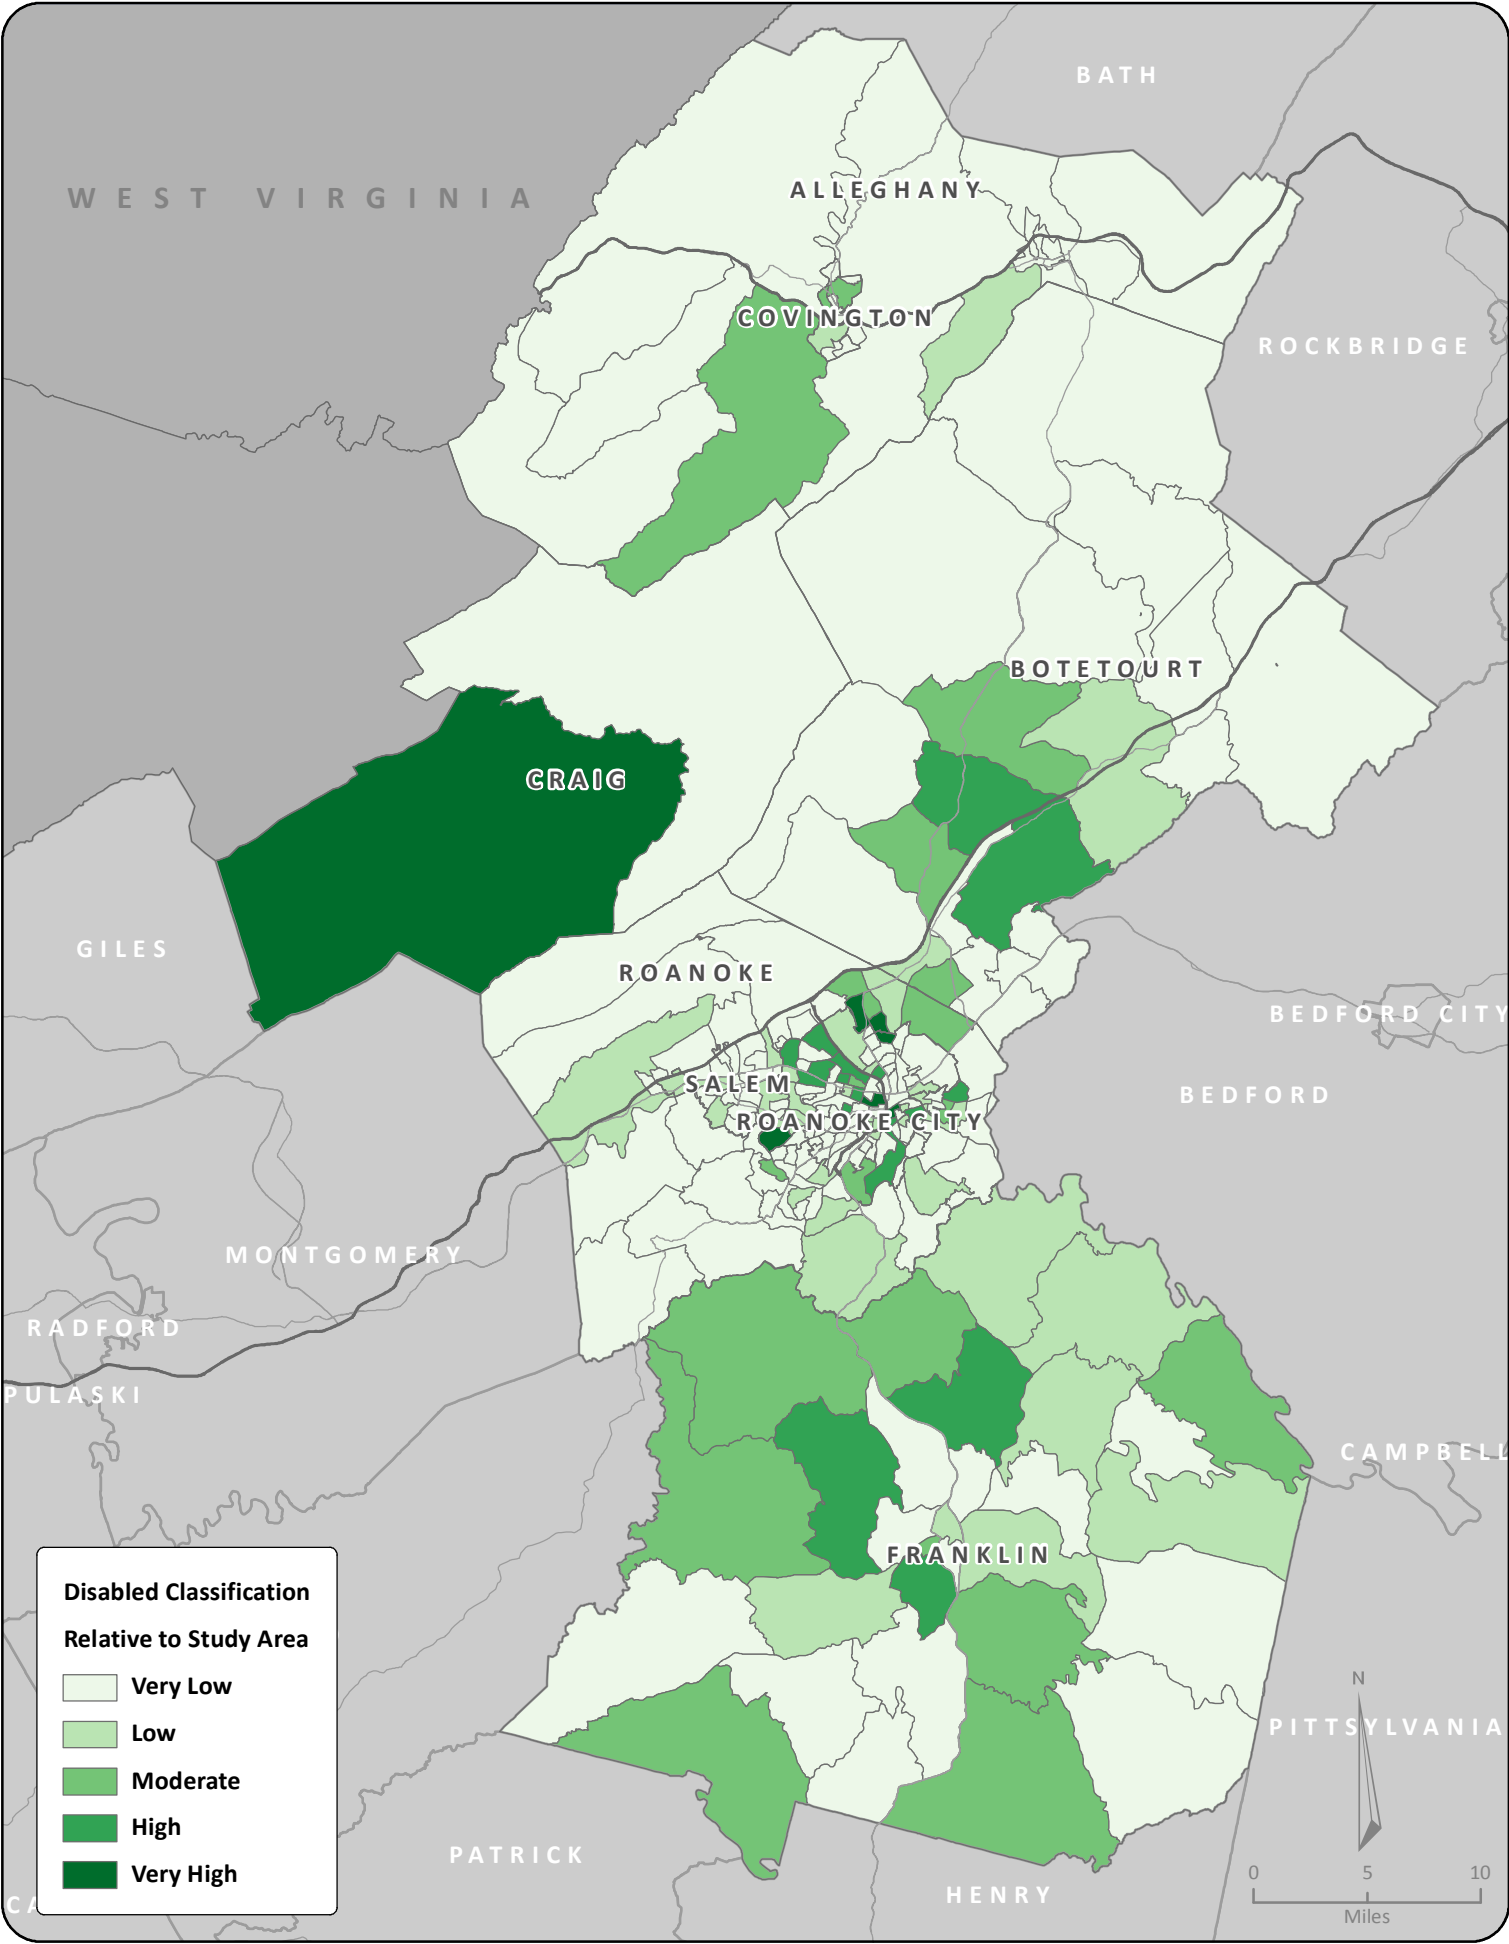 BATH
WEST VIRGINIA
ALLEGHANY
COVINGTON
ROCKBRIDGE
BOTETOURT
CRAIG
GILES
ROANOKE
BEDFORD CITY
SALEM
BEDFORD
ROANOKE CITY
MONTGOMERY
RADFORD
PULASKI
CAMPBELL
FRANKLIN
Disabled Classification
Relative to Study Area
Very Low
Low
Moderate
High
Very High
N
PITTSYLVANIA
PATRICK
HENRY
CA
0 5 10
Miles